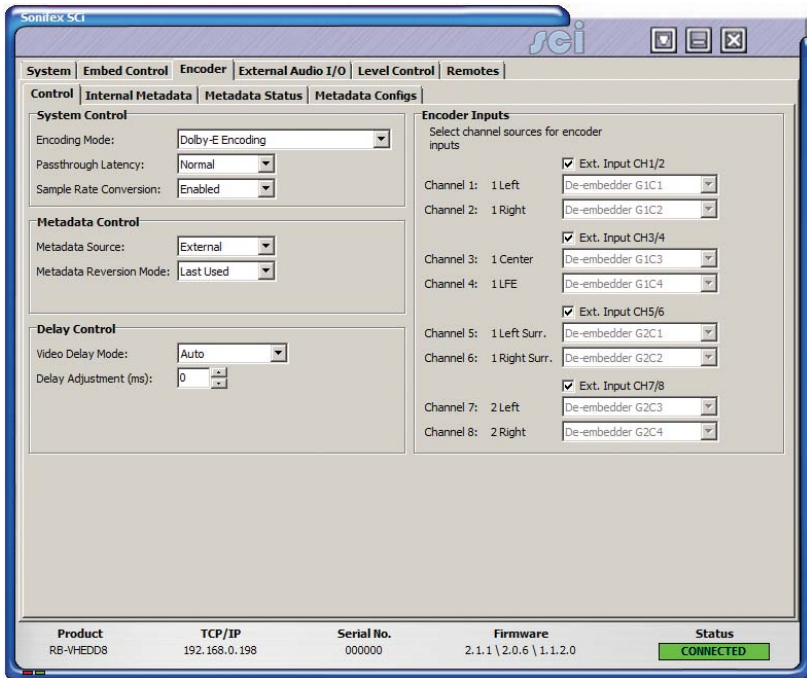 Sonifex SCi
sci
System Embed Control Encoder External Audio I/O Level Control Remotes
Control Internal Metadata Metadata Status Metadata Configs
System Control
Encoding Mode: Dolby-E Encoding
Passthrough Latency: Normal
Sample Rate Conversion: Enabled
Metadata Control
Metadata Source: External
Metadata Reversion Mode: Last Used
Delay Control
Video Delay Mode: Auto
Delay Adjustment (ms): 0
Encoder Inputs
Select channel sources for encoder
inputs
Ext. Input CH1/2
Channel 1: 1 Left De-embedder G1C1
Channel 2: 1 Right De-embedder G1C2
Ext. Input CH3/4
Channel 3: 1 Center De-embedder G1C3
Channel 4: 1 LFE De-embedder G1C4
Ext. Input CH5/6
Channel 5: 1 Left Surr. De-embedder G2C1
Channel 6: 1 Right Surr. De-embedder G2C2
Ext. Input CH7/8
Channel 7: 2 Left De-embedder G2C3
Channel 8: 2 Right De-embedder G2C4
Product TCP/IP Serial No. Firmware Status
RB-VHEDD8 192.168.0.198 000000 2.1.1 \ 2.0.6 \ 1.1.2.0 CONNECTED